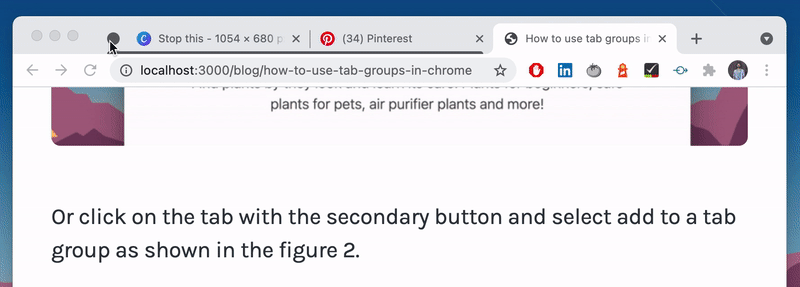 Stop this - 1054 × 680 p
(34) Pinterest
How to use tab groups in
localhost:3000/blog/how-to-use-tab-groups-in-chrome
in
plants for pets, air purifier plants and more!
Or click on the tab with the secondary button and select add to a tab
group as shown in the figure 2.